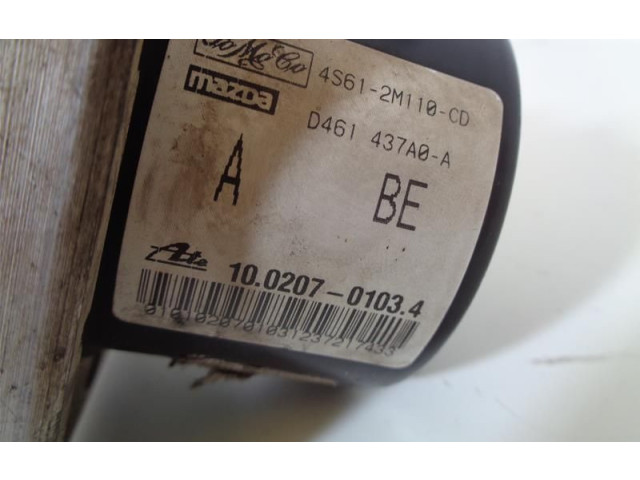 FoMoCo
4S61-2M110-CD
mazda
D461 437A0-A
A BE
Ate 10.0207-0103.4